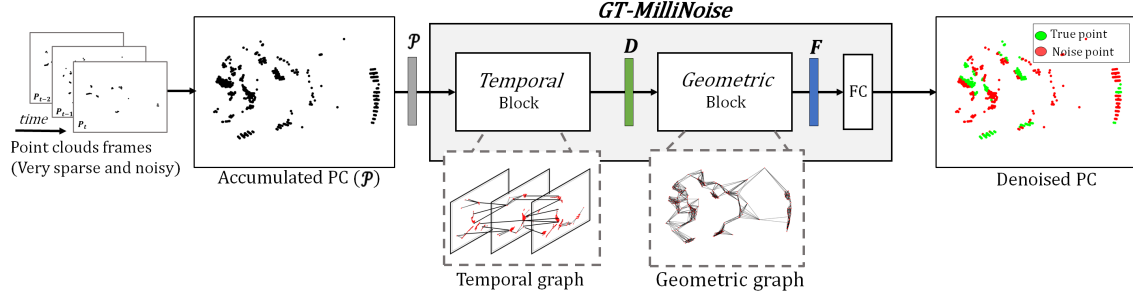 GT-MilliNoise
P_{t-2}
P_{t-1}
P_t
time
Point clouds frames
(Very sparse and noisy)
Accumulated PC (𝒫)
𝒫
Temporal
Block
D
Geometric
Block
F
FC
True point
Noise point
Denoised PC
Temporal graph
Geometric graph